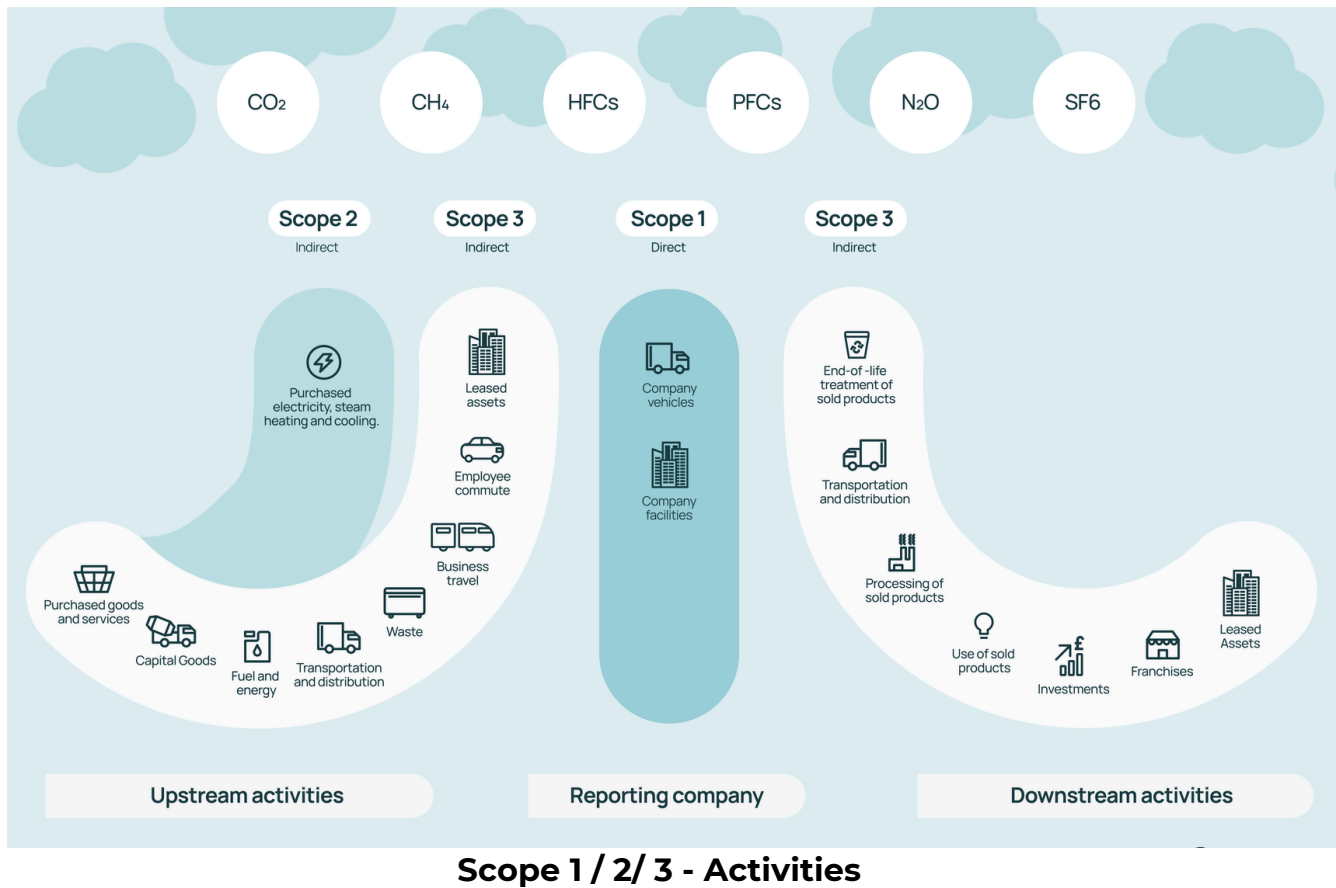 CO₂
CH₄
HFCs
PFCs
N₂O
SF6
Scope 2
Indirect
Scope 3
Indirect
Scope 1
Direct
Scope 3
Indirect
Purchased
electricity, steam
heating and cooling.
Leased
assets
Employee
commute
Business
travel
Waste
Transportation
and distribution
Fuel and
energy
Capital Goods
Purchased goods
and services
Company
vehicles
Company
facilities
End-of -life
treatment of
sold products
Transportation
and distribution
Processing of
sold products
Use of sold
products
£
Investments
Franchises
Leased
Assets
Upstream activities
Reporting company
Downstream activities
Scope 1 / 2/ 3 - Activities